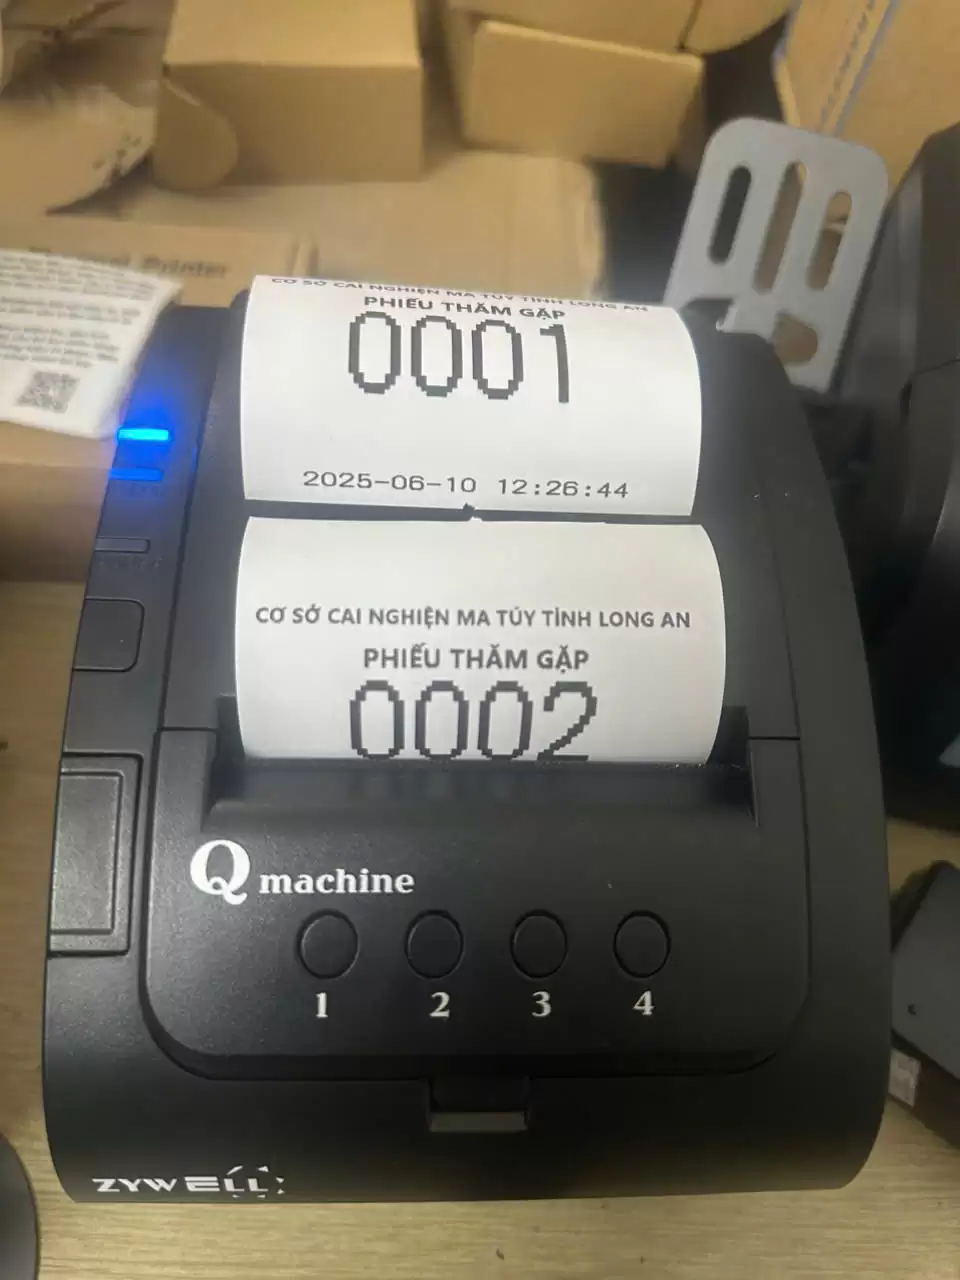 Printer
CƠ SỞ CAI NGHIỆN MA TÚY TỈNH LONG AN
PHIẾU THĂM GẶP
0001
2025-06-10 12:26:44
CƠ SỞ CAI NGHIỆN MA TÚY TỈNH LONG AN
PHIẾU THĂM GẶP
0002
Q machine
1 2 3 4
ZYWELL